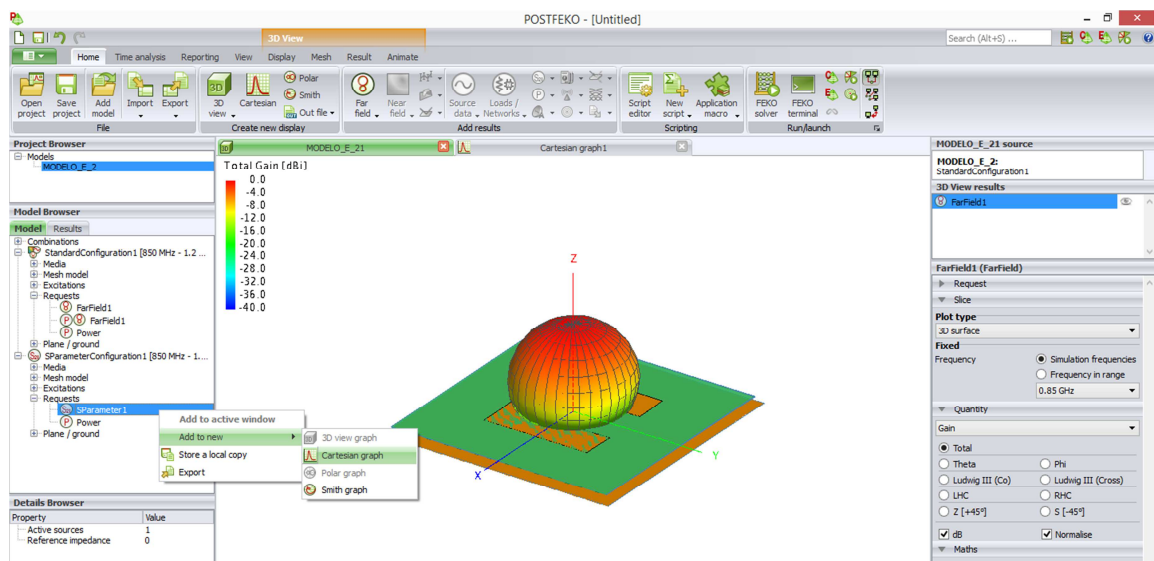 POSTFEKO - [Untitled]
3D View
Search (Alt+S) ...
Home Time analysis Reporting View Display Mesh Result Animate
Open project
Save project
Add model
Import
Export
File
3D view
Cartesian
Polar
Smith
Out file
Create new display
Far field
Near field
Source data
Loads / Networks
Add results
Script editor
New script
Application macro
Scripting
FEKO solver
FEKO terminal
Run/launch
Project Browser
Models
MODELO_E_2
Model Browser
Model Results
Combinations
StandardConfiguration1 [850 MHz - 1.2 ...
Media
Mesh model
Excitations
Requests
FarField1
FarField1
Power
Plane / ground
SParameterConfiguration1 [850 MHz - 1....
Media
Mesh model
Excitations
Requests
SParameter1
Power
Plane / ground
Details Browser
Property Value
Active sources 1
Reference impedance 0
Add to active window
Add to new
Store a local copy
Export
3D view graph
Cartesian graph
Polar graph
Smith graph
MODELO_E_21
Cartesian graph1
Total Gain [dBi]
0.0
-4.0
-8.0
-12.0
-16.0
-20.0
-24.0
-28.0
-32.0
-36.0
-40.0
Z
Y
X
MODELO_E_21 source
MODELO_E_2:
StandardConfiguration1
3D View results
FarField1
FarField1 (FarField)
Request
Slice
Plot type
3D surface
Fixed
Frequency Simulation frequencies
Frequency in range
0.85 GHz
Quantity
Gain
Total
Theta Phi
Ludwig III (Co) Ludwig III (Cross)
LHC RHC
Z [+45°] S [-45°]
dB Normalise
Maths